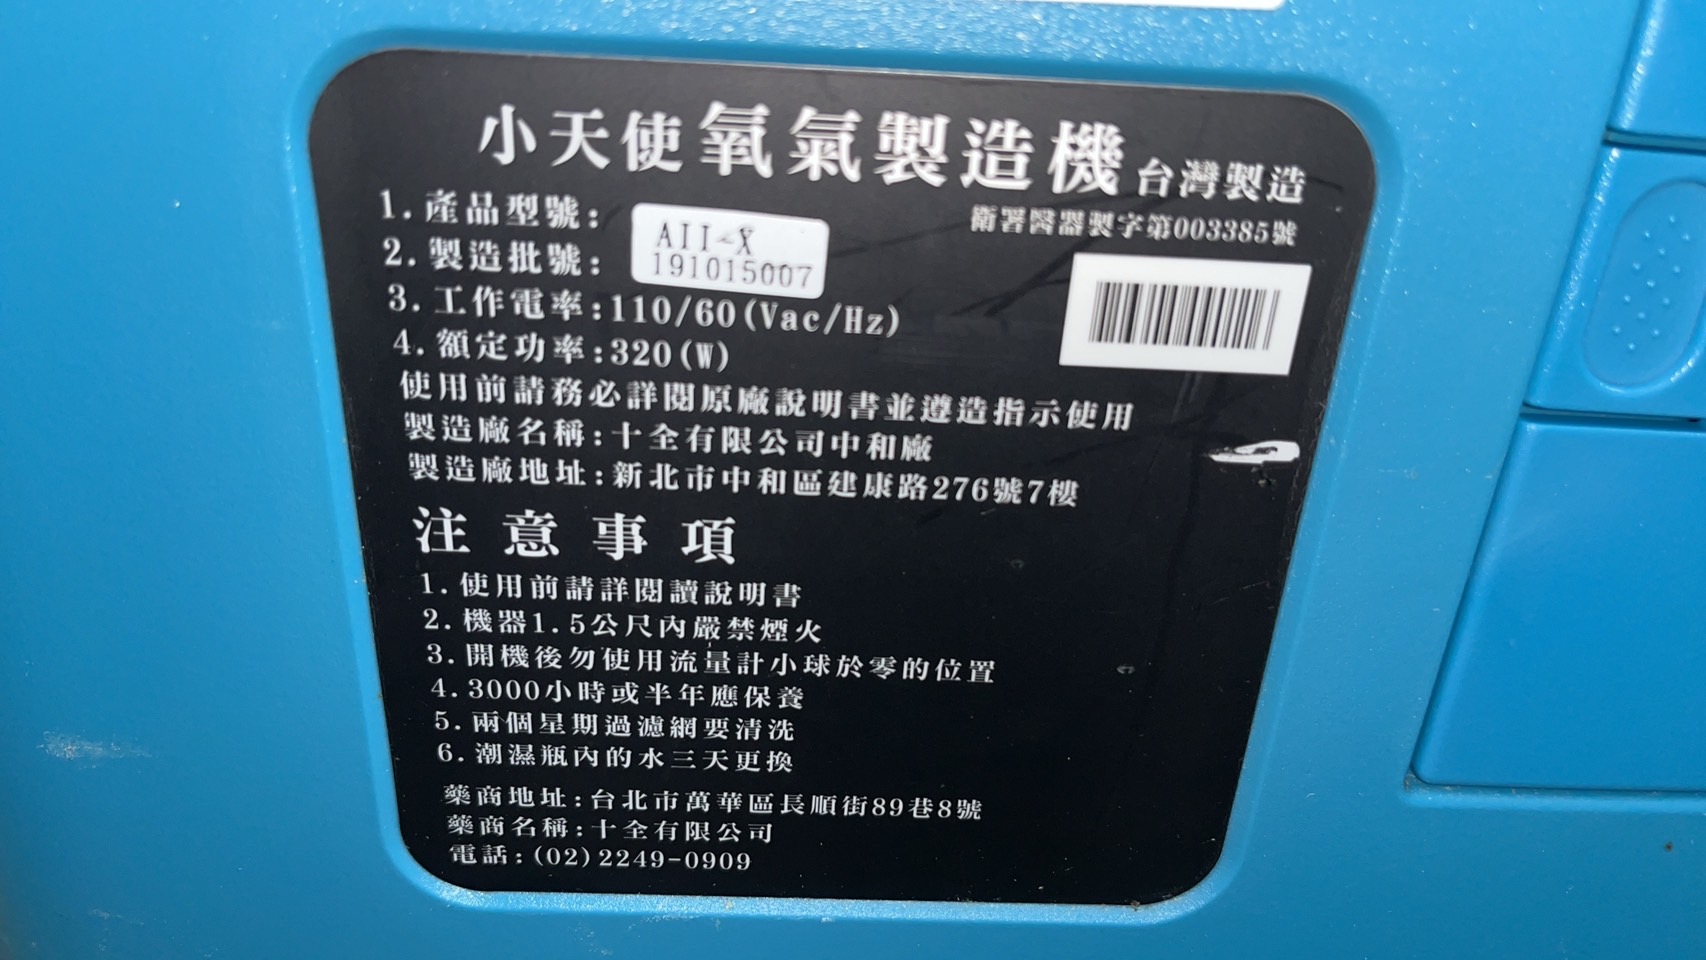 小天使氧氣製造機 台灣製造
衛署醫器製字第003385號
1.產品型號: AII-X
2.製造批號: 191015007
3.工作電率:110/60(Vac/Hz)
4.額定功率:320(W)
使用前請務必詳閱原廠說明書並遵造指示使用
製造廠名稱:十全有限公司中和廠
製造廠地址:新北市中和區建康路276號7樓
注意事項
1.使用前請詳閱讀說明書
2.機器1.5公尺內嚴禁煙火
3.開機後勿使用流量計小球於零的位置
4.3000小時或半年應保養
5.兩個星期過濾網要清洗
6.潮濕瓶內的水三天更換
藥商地址:台北市萬華區長順街89巷8號
藥商名稱:十全有限公司
電話:(02)2249-0909